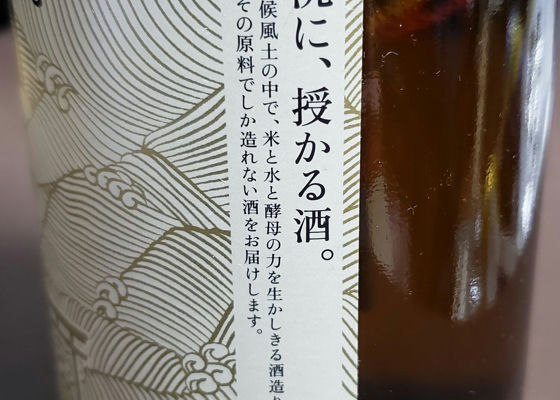 に、授かる酒。
候風土の中で、米と水と酵母の力を生かしきる酒造り
その原料でしか造れない酒をお届けします。